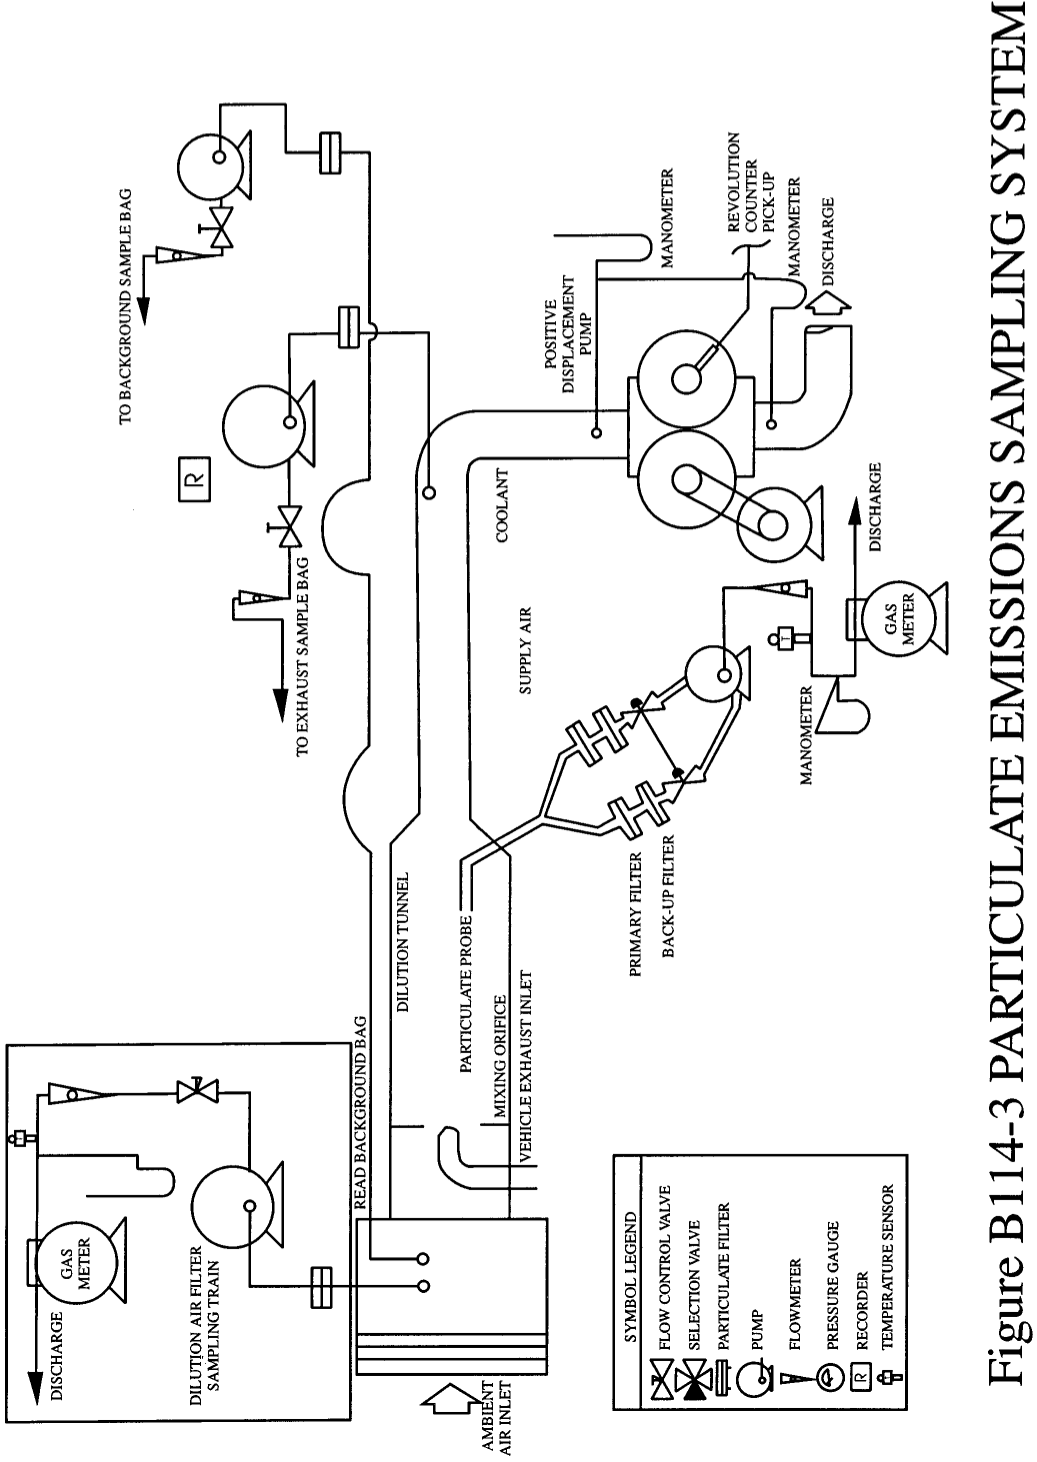 TO BACKGROUND SAMPLE BAG
R
TO EXHAUST SAMPLE BAG
DISCHARGE
GAS
METER
T
DILUTION AIR FILTER
SAMPLING TRAIN
READ BACKGROUND BAG
DILUTION TUNNEL
COOLANT
SUPPLY AIR
POSITIVE
DISPLACEMENT
PUMP
MANOMETER
REVOLUTION
COUNTER
PICK-UP
MANOMETER
DISCHARGE
AMBIENT
AIR INLET
PARTICULATE PROBE
MIXING ORIFICE
VEHICLE EXHAUST INLET
PRIMARY FILTER
BACK-UP FILTER
MANOMETER
T
GAS
METER
DISCHARGE
SYMBOL LEGEND
FLOW CONTROL VALVE
SELECTION VALVE
PARTICULATE FILTER
PUMP
FLOWMETER
PRESSURE GAUGE
R RECORDER
T TEMPERATURE SENSOR
Figure B114-3 PARTICULATE EMISSIONS SAMPLING SYSTEM